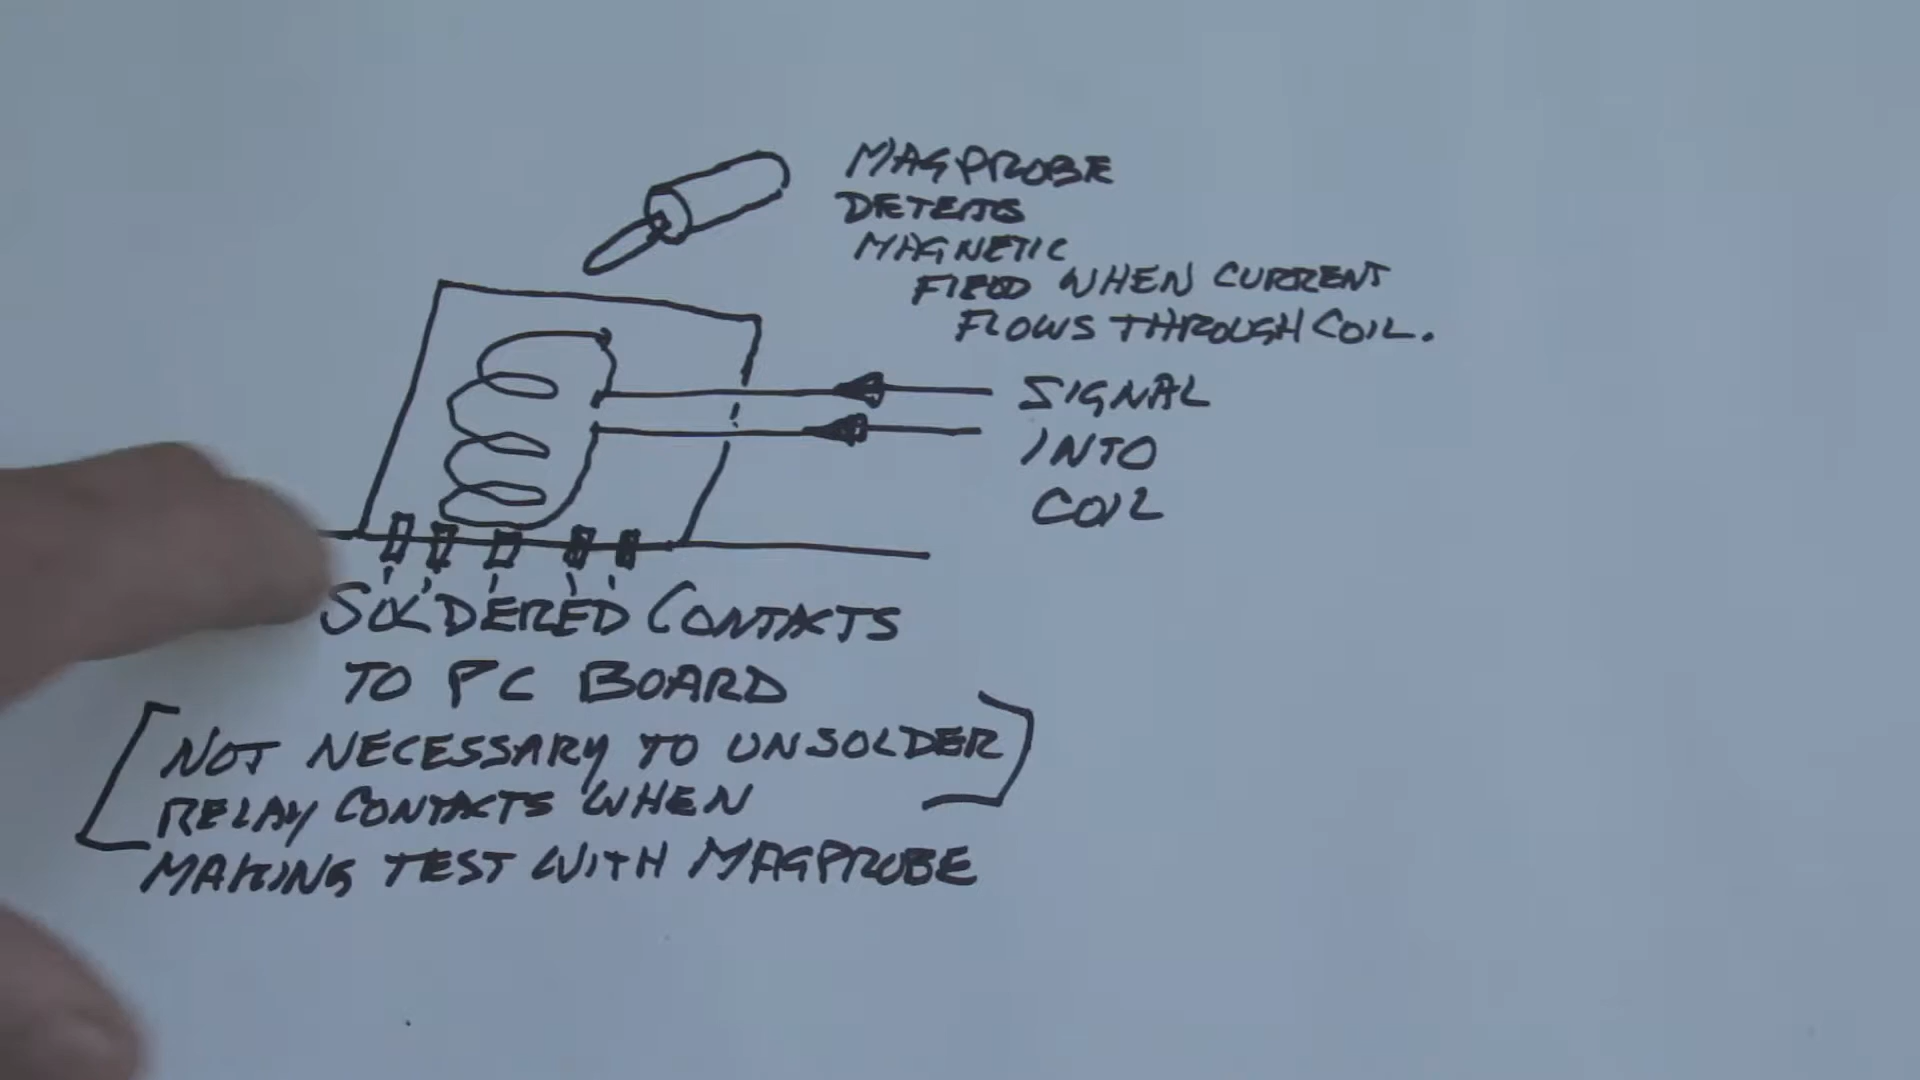 MAGPROBE
DETECTS
MAGNETIC
FIELD WHEN CURRENT
FLOWS THROUGH COIL.
SIGNAL
INTO
COIL
SOLDERED CONTACTS
TO PC BOARD
[NOT NECESSARY TO UNSOLDER]
RELAY CONTACTS WHEN
MAKING TEST WITH MAGPROBE